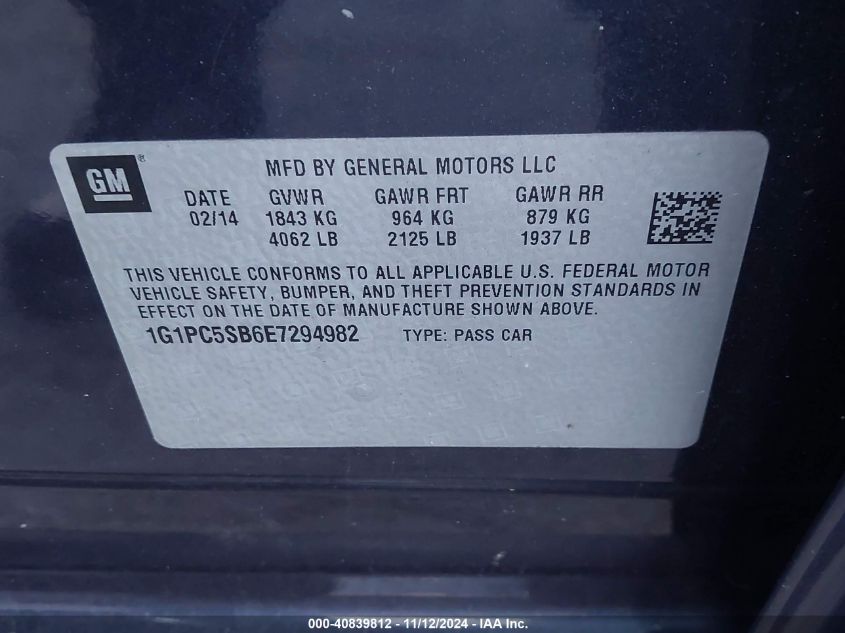 GM ®
MFD BY GENERAL MOTORS LLC
DATE GVWR GAWR FRT GAWR RR
02/14 1843 KG 964 KG 879 KG
4062 LB 2125 LB 1937 LB
THIS VEHICLE CONFORMS TO ALL APPLICABLE U.S. FEDERAL MOTOR
VEHICLE SAFETY, BUMPER, AND THEFT PREVENTION STANDARDS IN
EFFECT ON THE DATE OF MANUFACTURE SHOWN ABOVE.
1G1PC5SB6E7294982 TYPE: PASS CAR
000-40839812 - 11/12/2024 - IAA Inc.